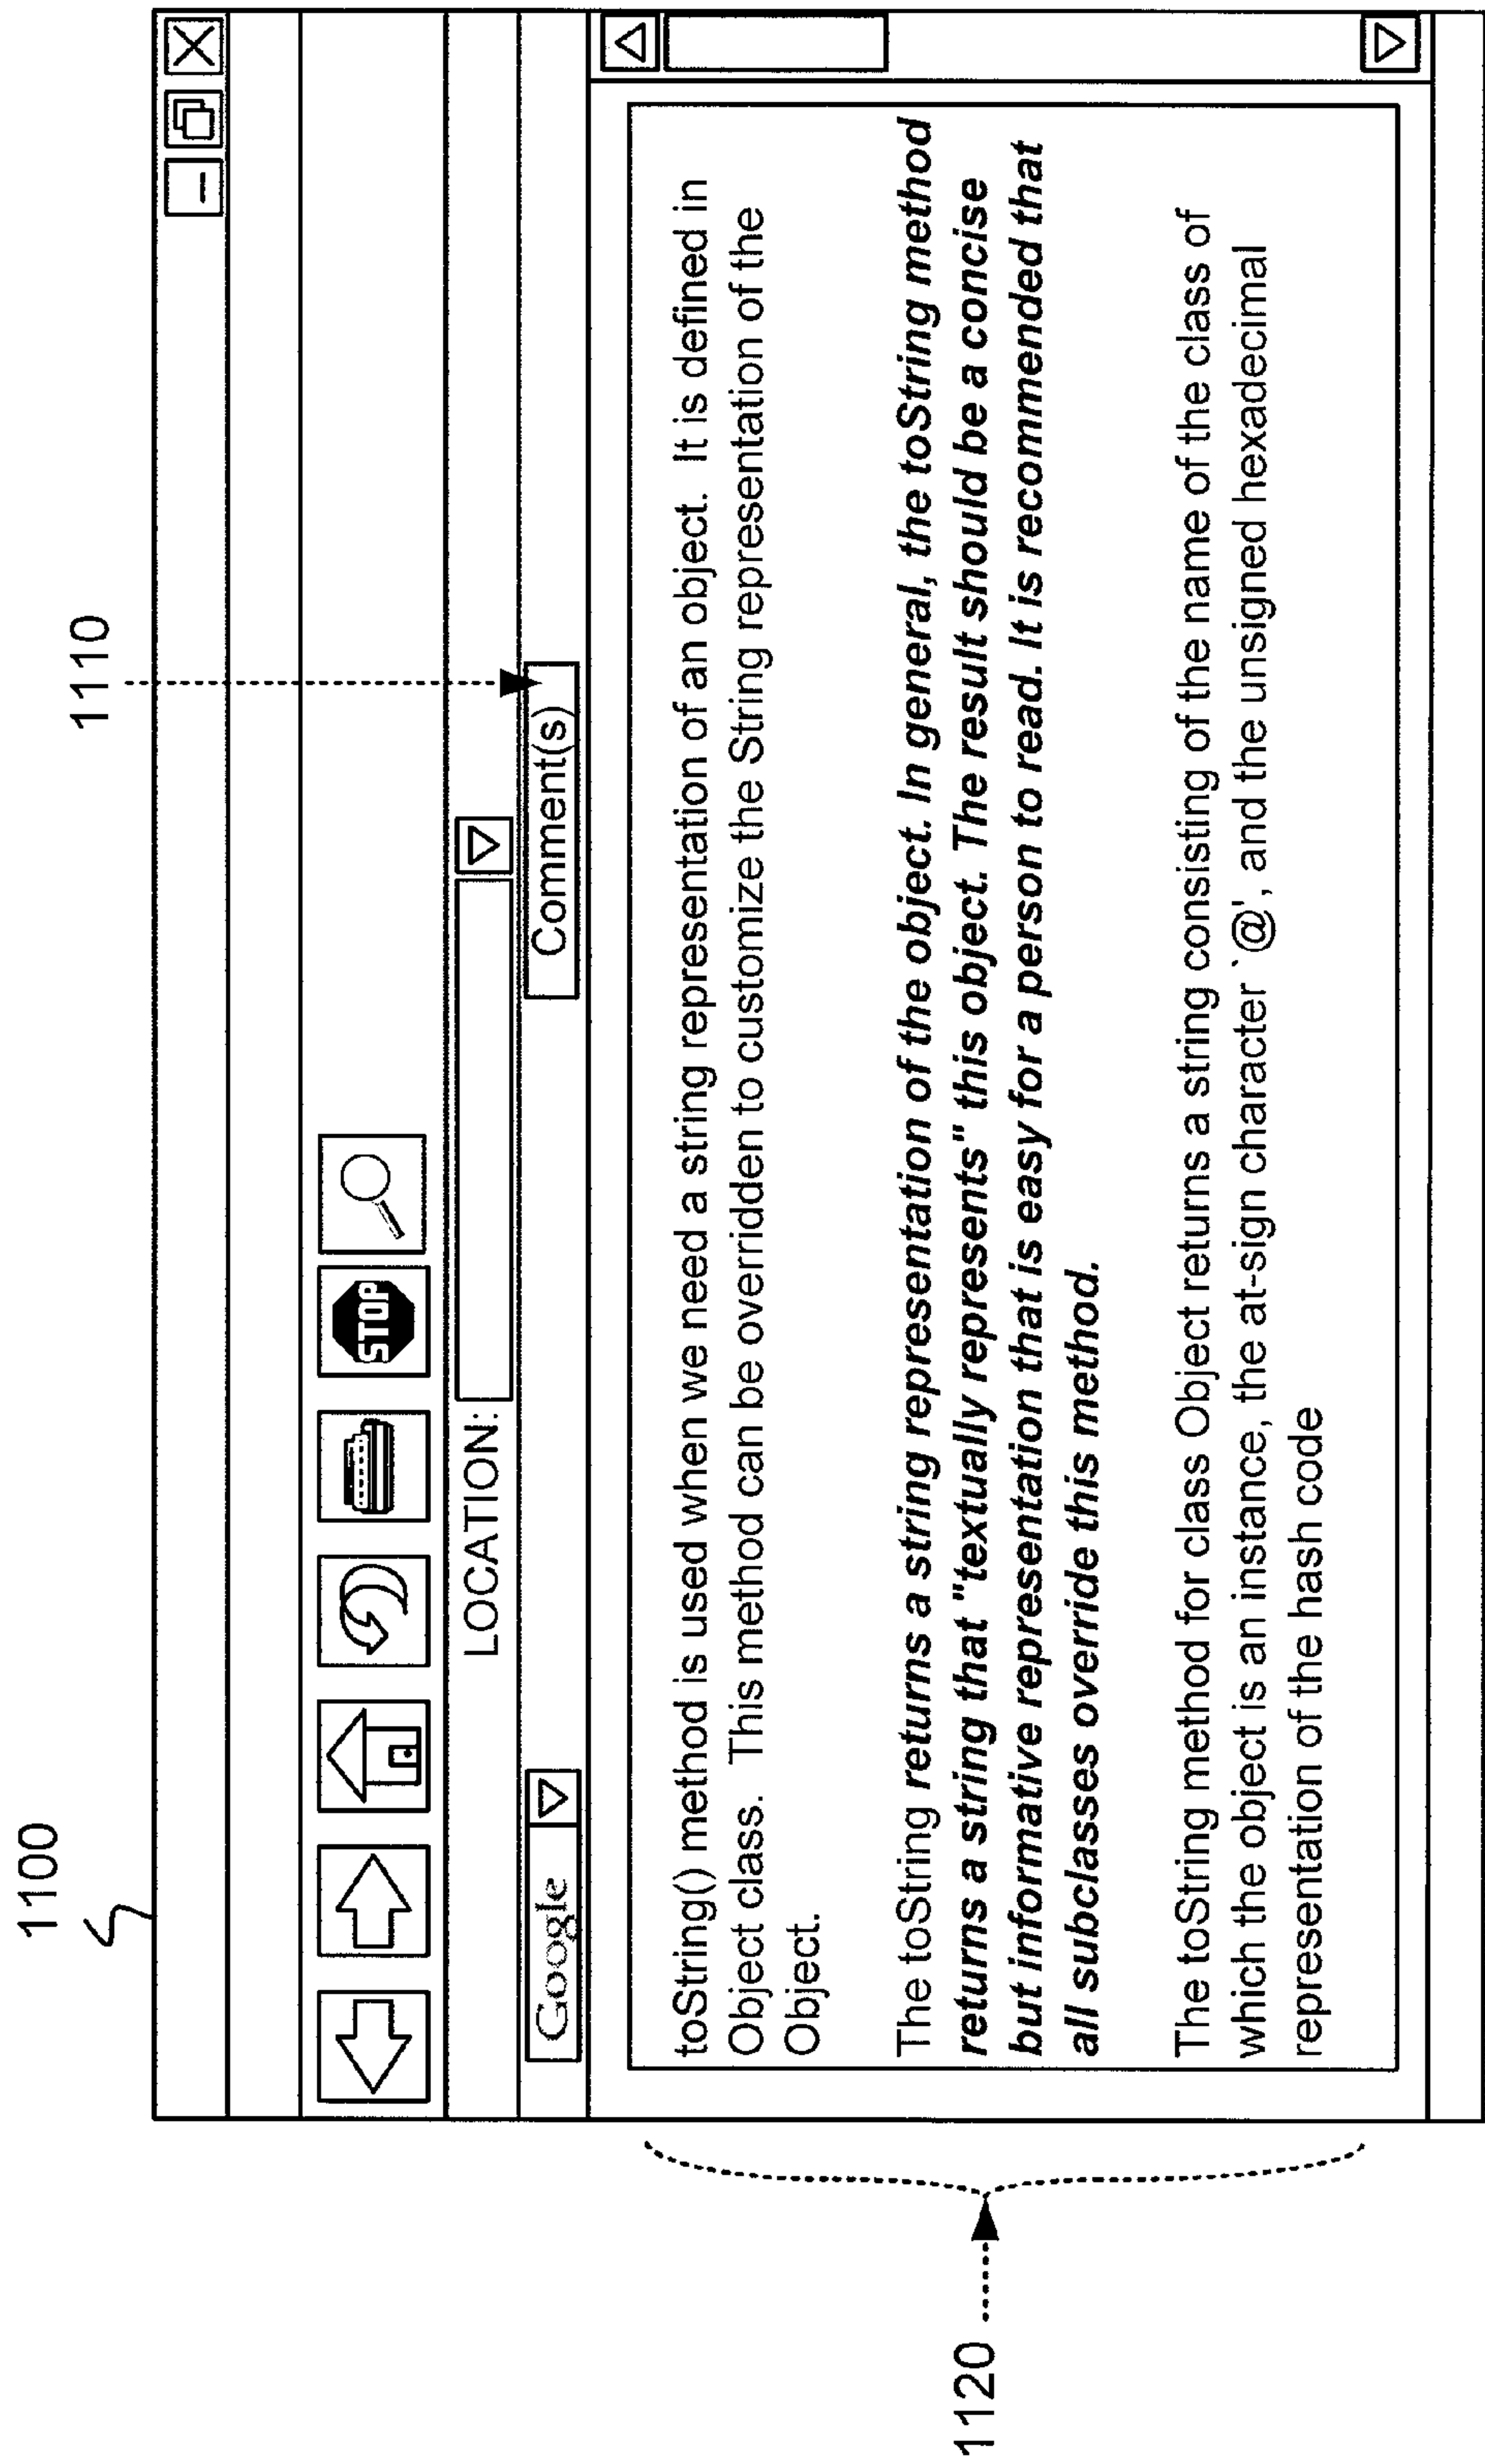 1100
1110
STOP
LOCATION:
Google
Comment(s)
1120
toString() method is used when we need a string representation of an object. It is defined in
Object class. This method can be overridden to customize the String representation of the
Object.
The toString returns a string representation of the object. In general, the toString method
returns a string that "textually represents" this object. The result should be a concise
but informative representation that is easy for a person to read. It is recommended that
all subclasses override this method.
The toString method for class Object returns a string consisting of the name of the class of
which the object is an instance, the at-sign character `@', and the unsigned hexadecimal
representation of the hash code